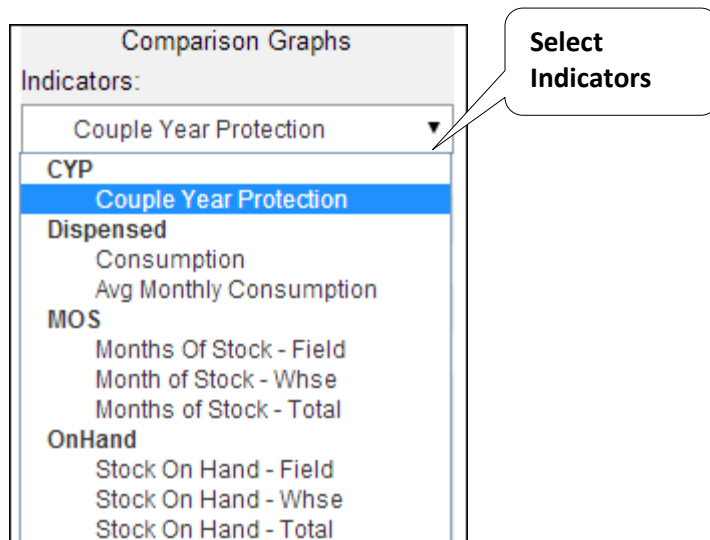 Comparison Graphs
Indicators:
Couple Year Protection
CYP
Couple Year Protection
Dispensed
Consumption
Avg Monthly Consumption
MOS
Months Of Stock - Field
Month of Stock - Whse
Months of Stock - Total
OnHand
Stock On Hand - Field
Stock On Hand - Whse
Stock On Hand - Total
Select
Indicators